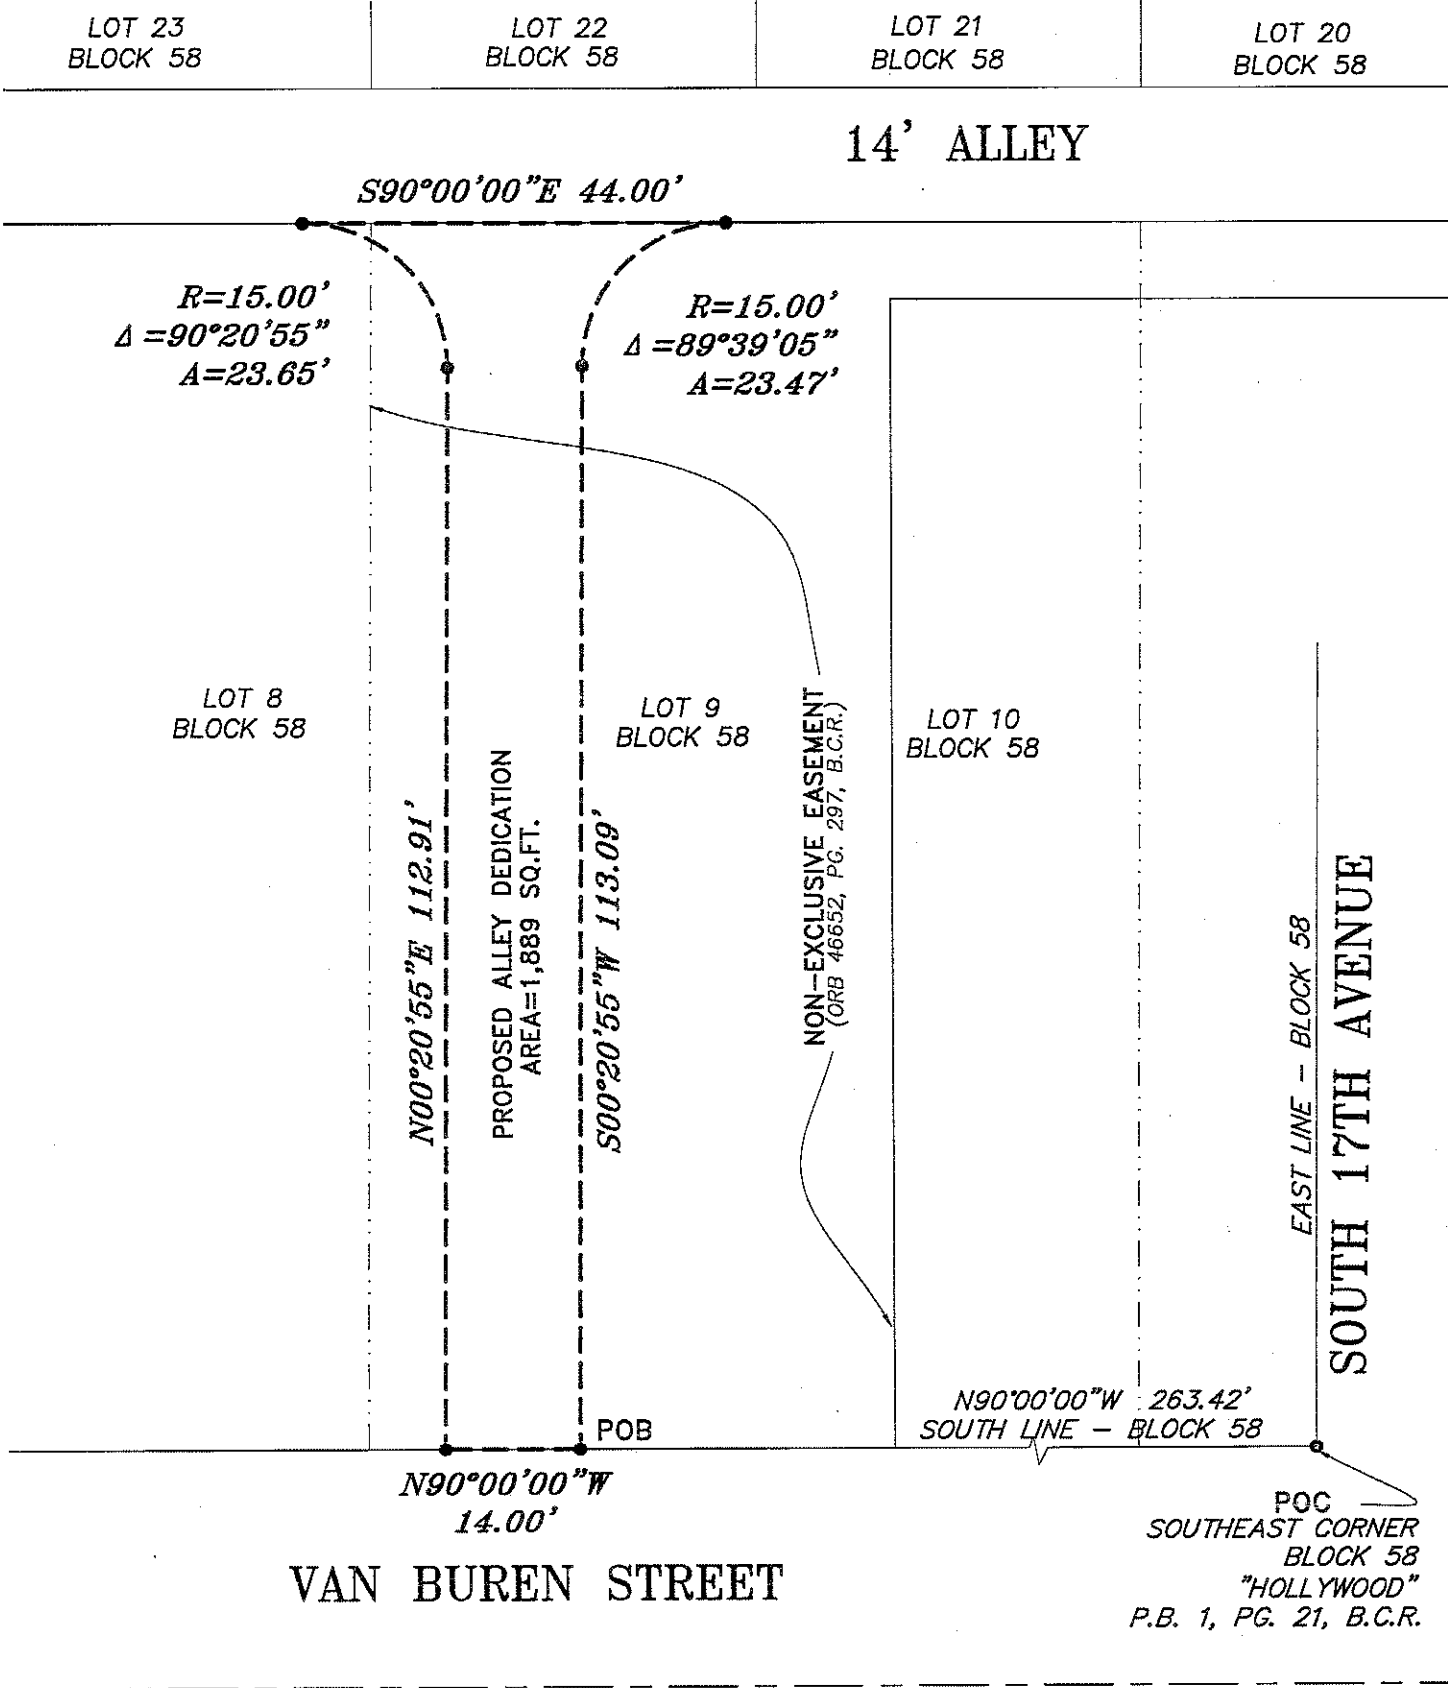 LOT 23
BLOCK 58
LOT 22
BLOCK 58
LOT 21
BLOCK 58
LOT 20
BLOCK 58
14' ALLEY
S90°00'00"E 44.00'
R=15.00'
Δ=90°20'55"
A=23.65'
R=15.00'
Δ=89°39'05"
A=23.47'
LOT 8
BLOCK 58
LOT 9
BLOCK 58
LOT 10
BLOCK 58
N00°20'55"E 112.91'
PROPOSED ALLEY DEDICATION
AREA=1,889 SQ.FT.
S00°20'55"W 113.09'
NON-EXCLUSIVE EASEMENT
(ORB 46652, PG. 297, B.C.R.)
EAST LINE - BLOCK 58
SOUTH 17TH AVENUE
N90°00'00"W 263.42'
SOUTH LINE - BLOCK 58
POB
N90°00'00"W
14.00'
POC
SOUTHEAST CORNER
BLOCK 58
"HOLLYWOOD"
P.B. 1, PG. 21, B.C.R.
VAN BUREN STREET